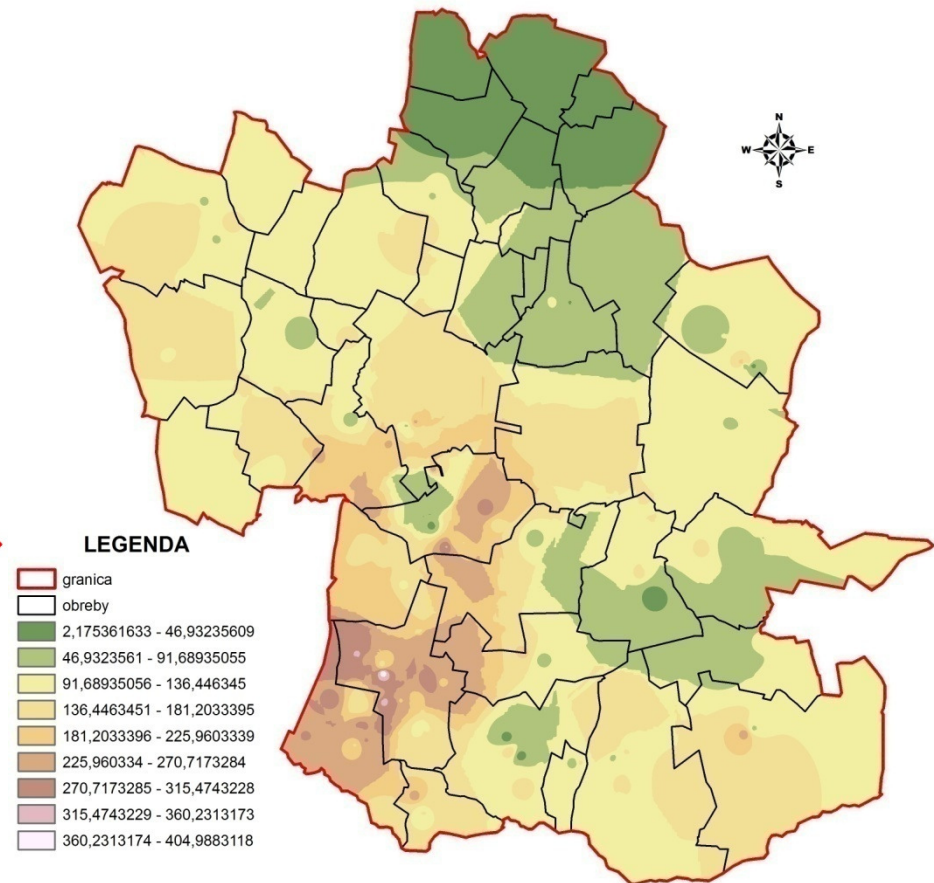 N
W E
S
LEGENDA
granica
obreby
2,175361633 - 46,93235609
46,9323561 - 91,68935055
91,68935056 - 136,446345
136,4463451 - 181,2033395
181,2033396 - 225,9603339
225,960334 - 270,7173284
270,7173285 - 315,4743228
315,4743229 - 360,2313173
360,2313174 - 404,9883118